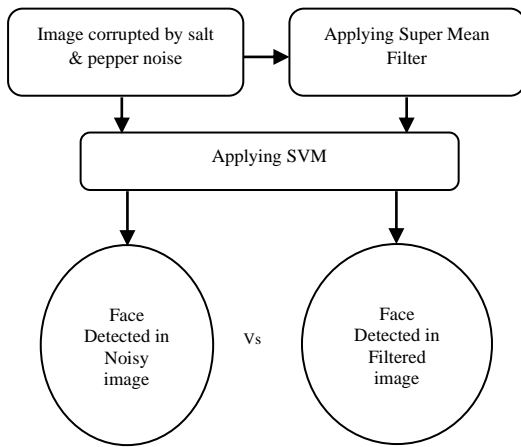 Image corrupted by salt
& pepper noise
Applying Super Mean
Filter
Applying SVM
Face
Detected in
Noisy
image
Vs
Face
Detected in
Filtered
image